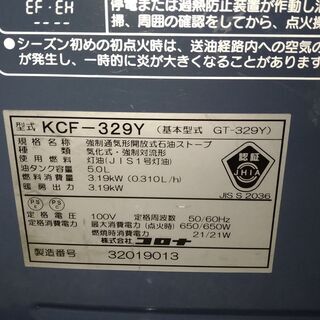 EF・EH
停電または過熱防止装置が作動し
掃、周囲の確認をしてから、点火操
●シーズン初めの初点火時は、送油経路内への空気の
があり、一時的に炎が大きくなることがあります
型式 KCF-329Y (基本型式 GT-329Y)
規格名称 強制通気形開放式石油ストーブ
種類 気化式・強制対流形
使用燃料 灯油(JIS1号灯油)
油タンク容量 5.0L
燃料消費量 3.19kW (0.310L/h)
暖房出力 3.19kW
認証
JHIA
JIS S 2036
PSC
PSE
定格電圧 100V 定格周波数 50/60Hz
定格消費電力 最大消費電力(点火時) 650/650W
燃焼時消費電力 21/21W
株式会社 コロナ
製造番号 32019013